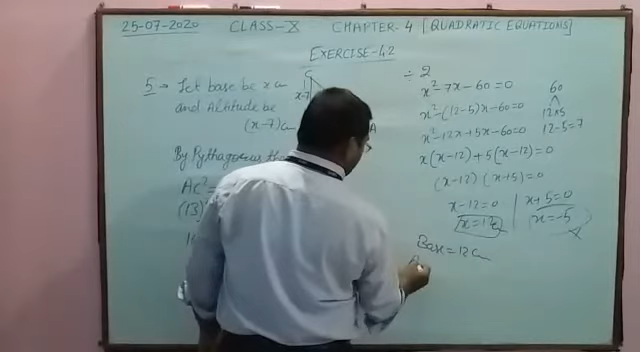 25-07-2020 CLASS-X CHAPTER-4 [QUADRATIC EQUATIONS]
EXERCISE-4.2
5 → Let base be x cm
and Altitude be
(x-7) cm
C
x-7
A
By Pythagoras
AC²
(13)
÷ 2
x²-7x-60=0
x²-(12-5)x-60=0
x²-12x+5x-60=0
x(x-12)+5(x-12)=0
(x-12) (x+5)=0
x-12=0 | x+5=0
x=12 x=-5
60
12×5
12-5=7
Base=12cm
A